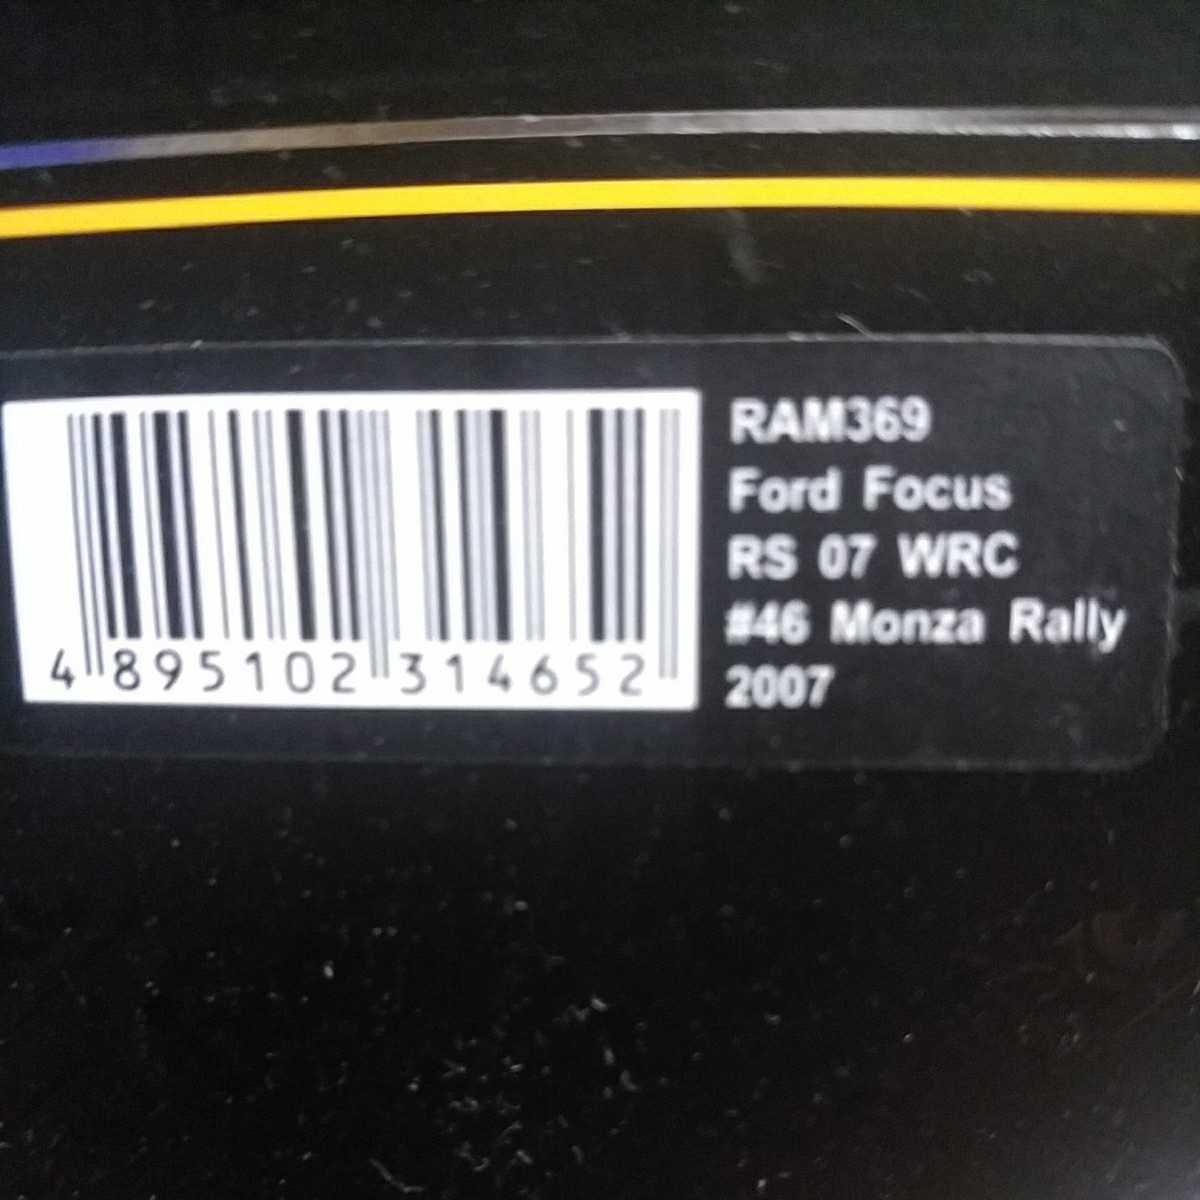 RAM369
Ford Focus
RS 07 WRC
#46 Monza Rally
2007
4 895102 314652